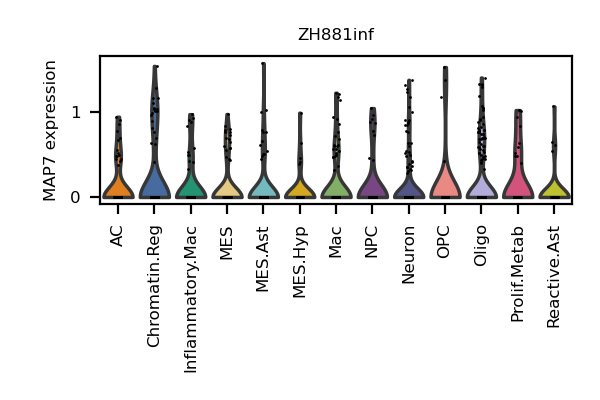 ZH881inf
MAP7 expression
1
0
AC
Chromatin.Reg
Inflammatory.Mac
MES
MES.Ast
MES.Hyp
Mac
NPC
Neuron
OPC
Oligo
Prolif.Metab
Reactive.Ast